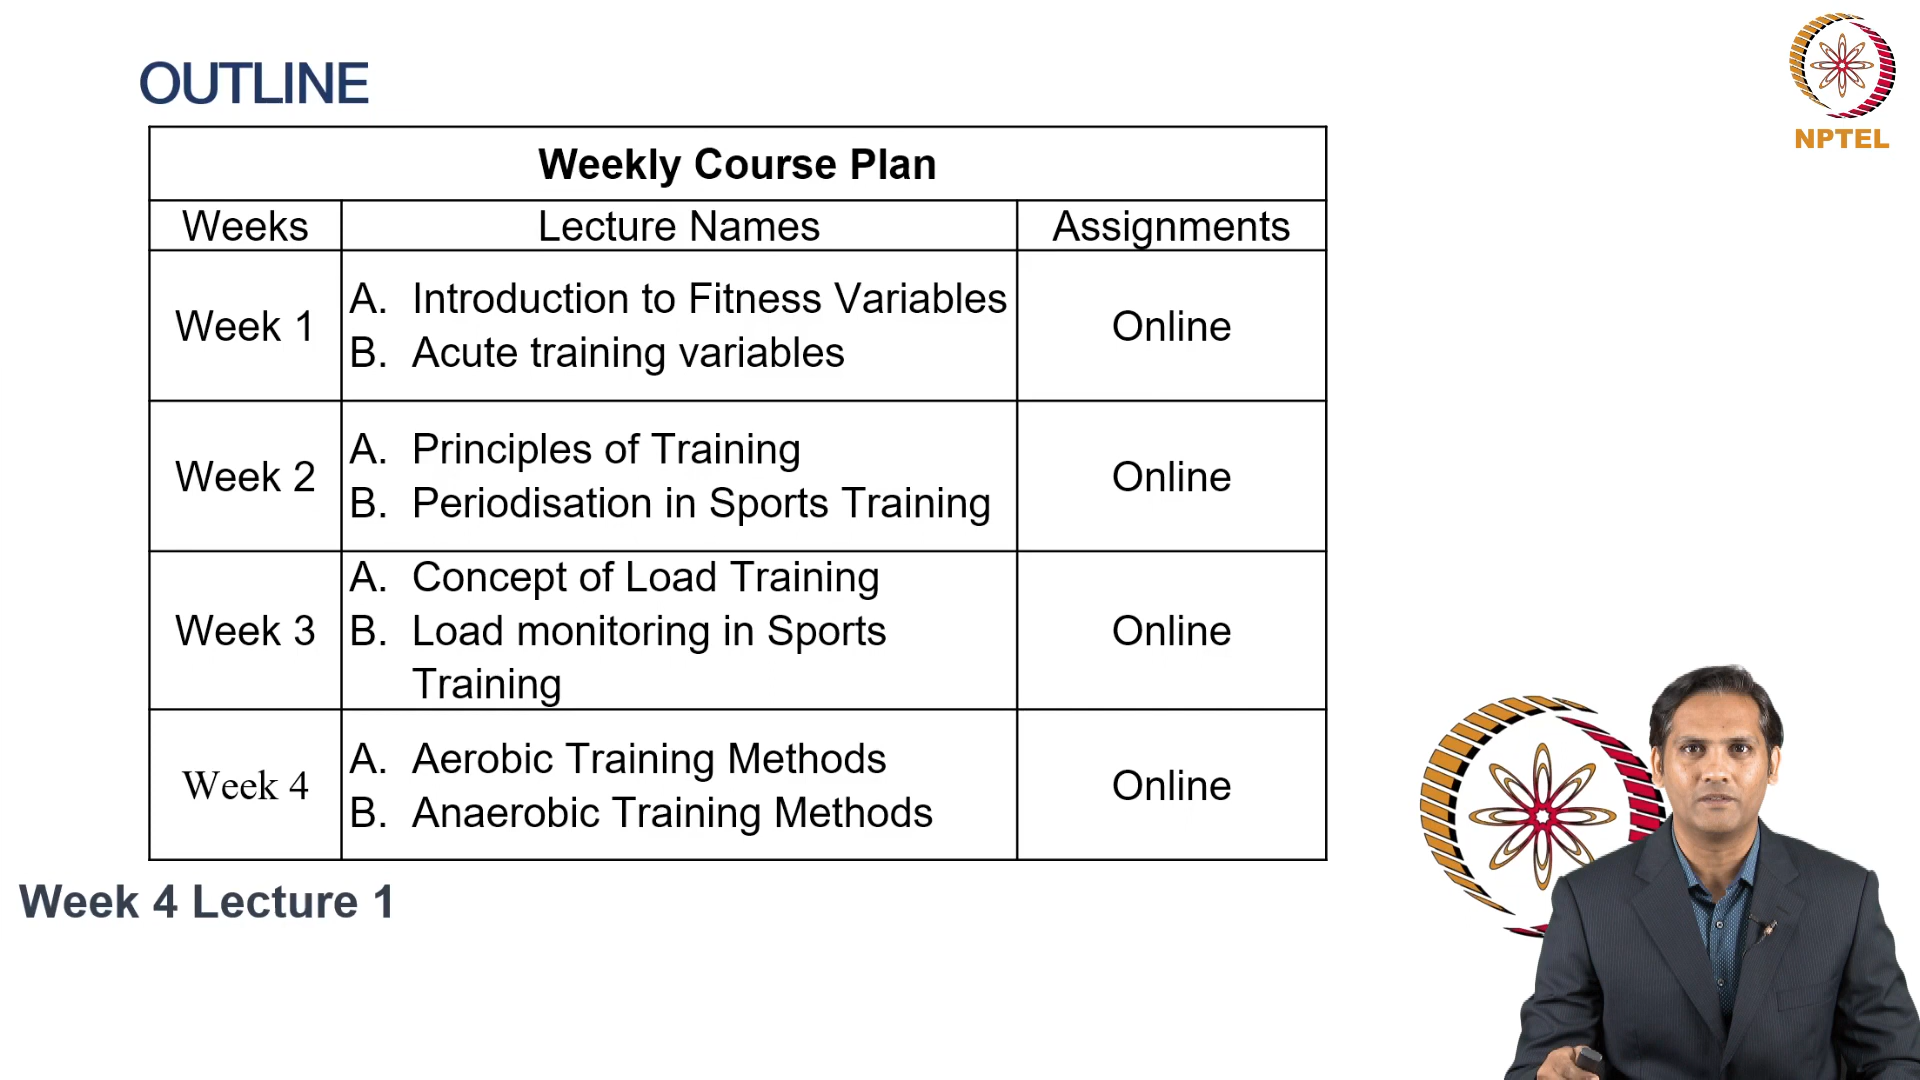 OUTLINE
NPTEL
Weekly Course Plan
Weeks Lecture Names Assignments
Week 1
A. Introduction to Fitness Variables
B. Acute training variables
Online
Week 2
A. Principles of Training
B. Periodisation in Sports Training
Online
Week 3
A. Concept of Load Training
B. Load monitoring in Sports
Training
Online
Week 4
A. Aerobic Training Methods
B. Anaerobic Training Methods
Online
Week 4 Lecture 1